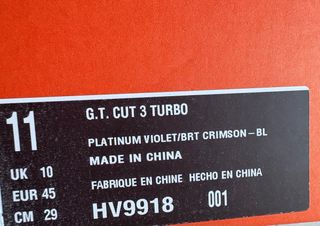 11
G.T. CUT 3 TURBO
PLATINUM VIOLET/BRT CRIMSON – BL
MADE IN CHINA
UK 10
FABRIQUE EN CHINE HECHO EN CHINA
EUR 45
CM 29
HV9918 001